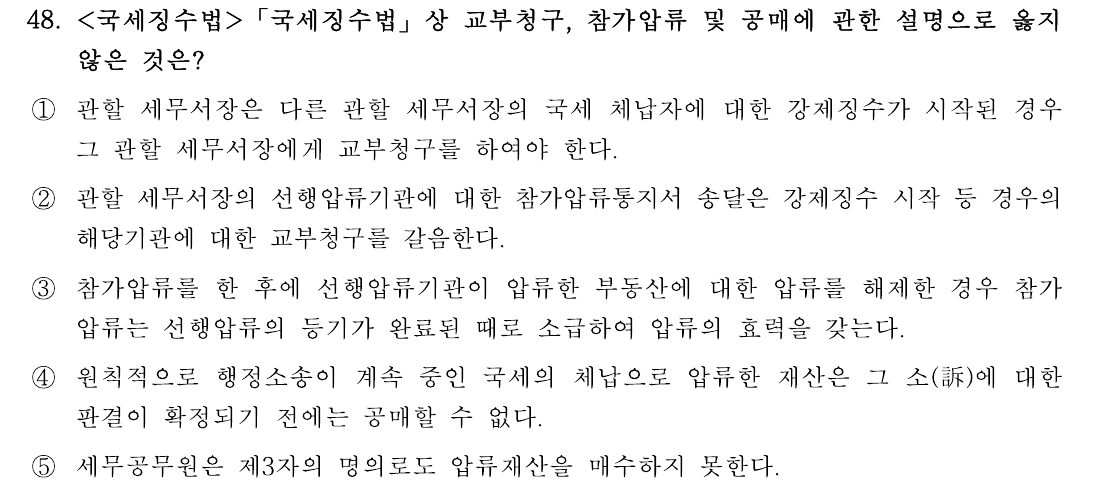 48. <국세징수법>「국세징수법」상 교부청구, 참가압류 및 공매에 관한 설명으로 옳지
않은 것은?
① 관할 세무서장은 다른 관할 세무서장의 국세 체납자에 대한 강제징수가 시작된 경우
그 관할 세무서장에게 교부청구를 하여야 한다.
② 관할 세무서장의 선행압류기관에 대한 참가압류통지서 송달은 강제징수 시작 등 경우의
해당기관에 대한 교부청구를 갈음한다.
③ 참가압류를 한 후에 선행압류기관이 압류한 부동산에 대한 압류를 해제한 경우 참가
압류는 선행압류의 등기가 완료된 때로 소급하여 압류의 효력을 갖는다.
④ 원칙적으로 행정소송이 계속 중인 국세의 체납으로 압류한 재산은 그 소(訴)에 대한
판결이 확정되기 전에는 공매할 수 없다.
⑤ 세무공무원은 제3자의 명의로도 압류재산을 매수하지 못한다.